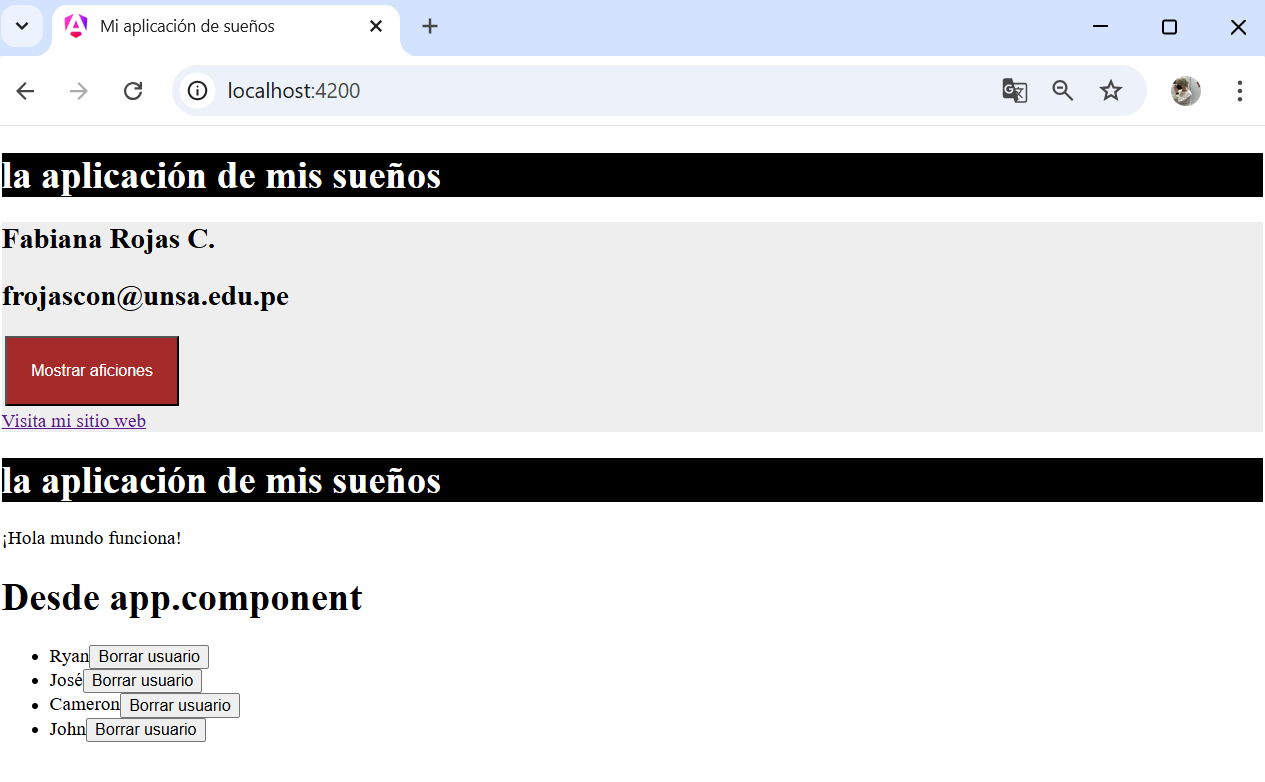 Mi aplicación de sueños
localhost:4200
la aplicación de mis sueños
Fabiana Rojas C.
frojascon@unsa.edu.pe
Mostrar aficiones
Visita mi sitio web
la aplicación de mis sueños
¡Hola mundo funciona!
Desde app.component
Ryan Borrar usuario
José Borrar usuario
Cameron Borrar usuario
John Borrar usuario